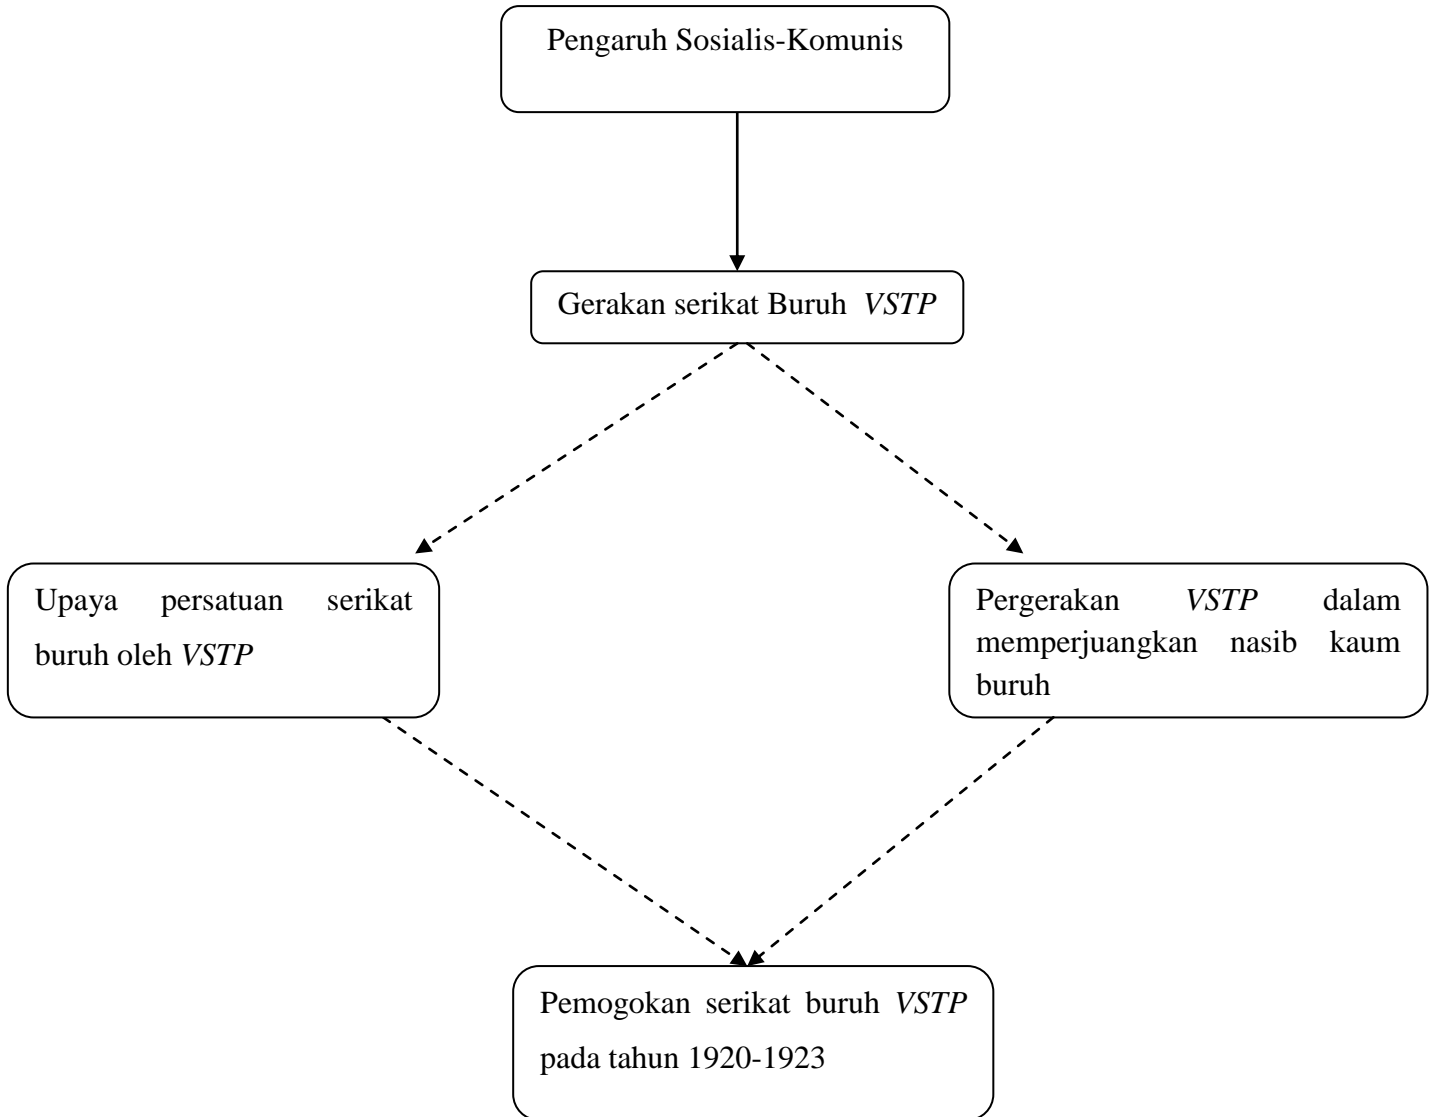 Pengaruh Sosialis-Komunis
Gerakan serikat Buruh VSTP
Upaya persatuan serikat
buruh oleh VSTP
Pergerakan VSTP dalam
memperjuangkan nasib kaum
buruh
Pemogokan serikat buruh VSTP
pada tahun 1920-1923